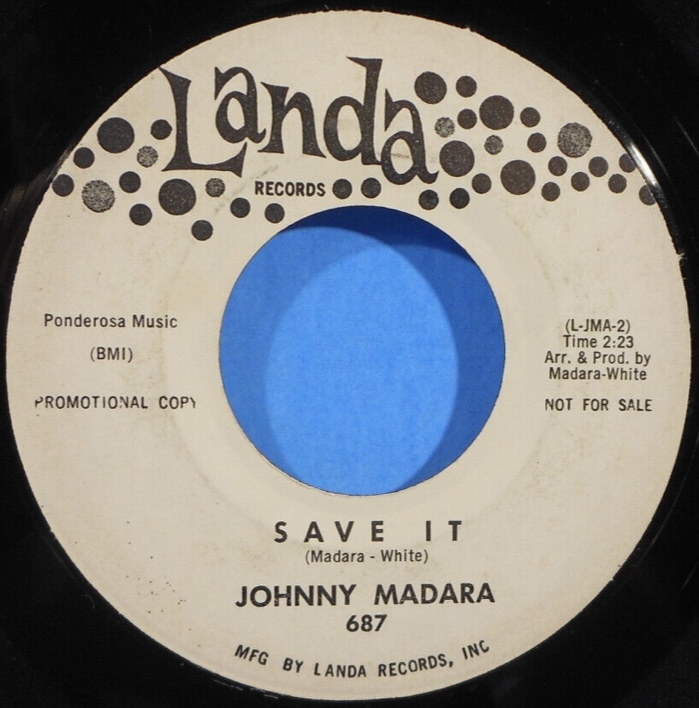 Landa
RECORDS
Ponderosa Music
(BMI)
PROMOTIONAL COPY
(L-JMA-2)
Time 2:23
Arr. & Prod. by
Madara-White
NOT FOR SALE
SAVE IT
(Madara - White)
JOHNNY MADARA
687
MFG BY LANDA RECORDS, INC